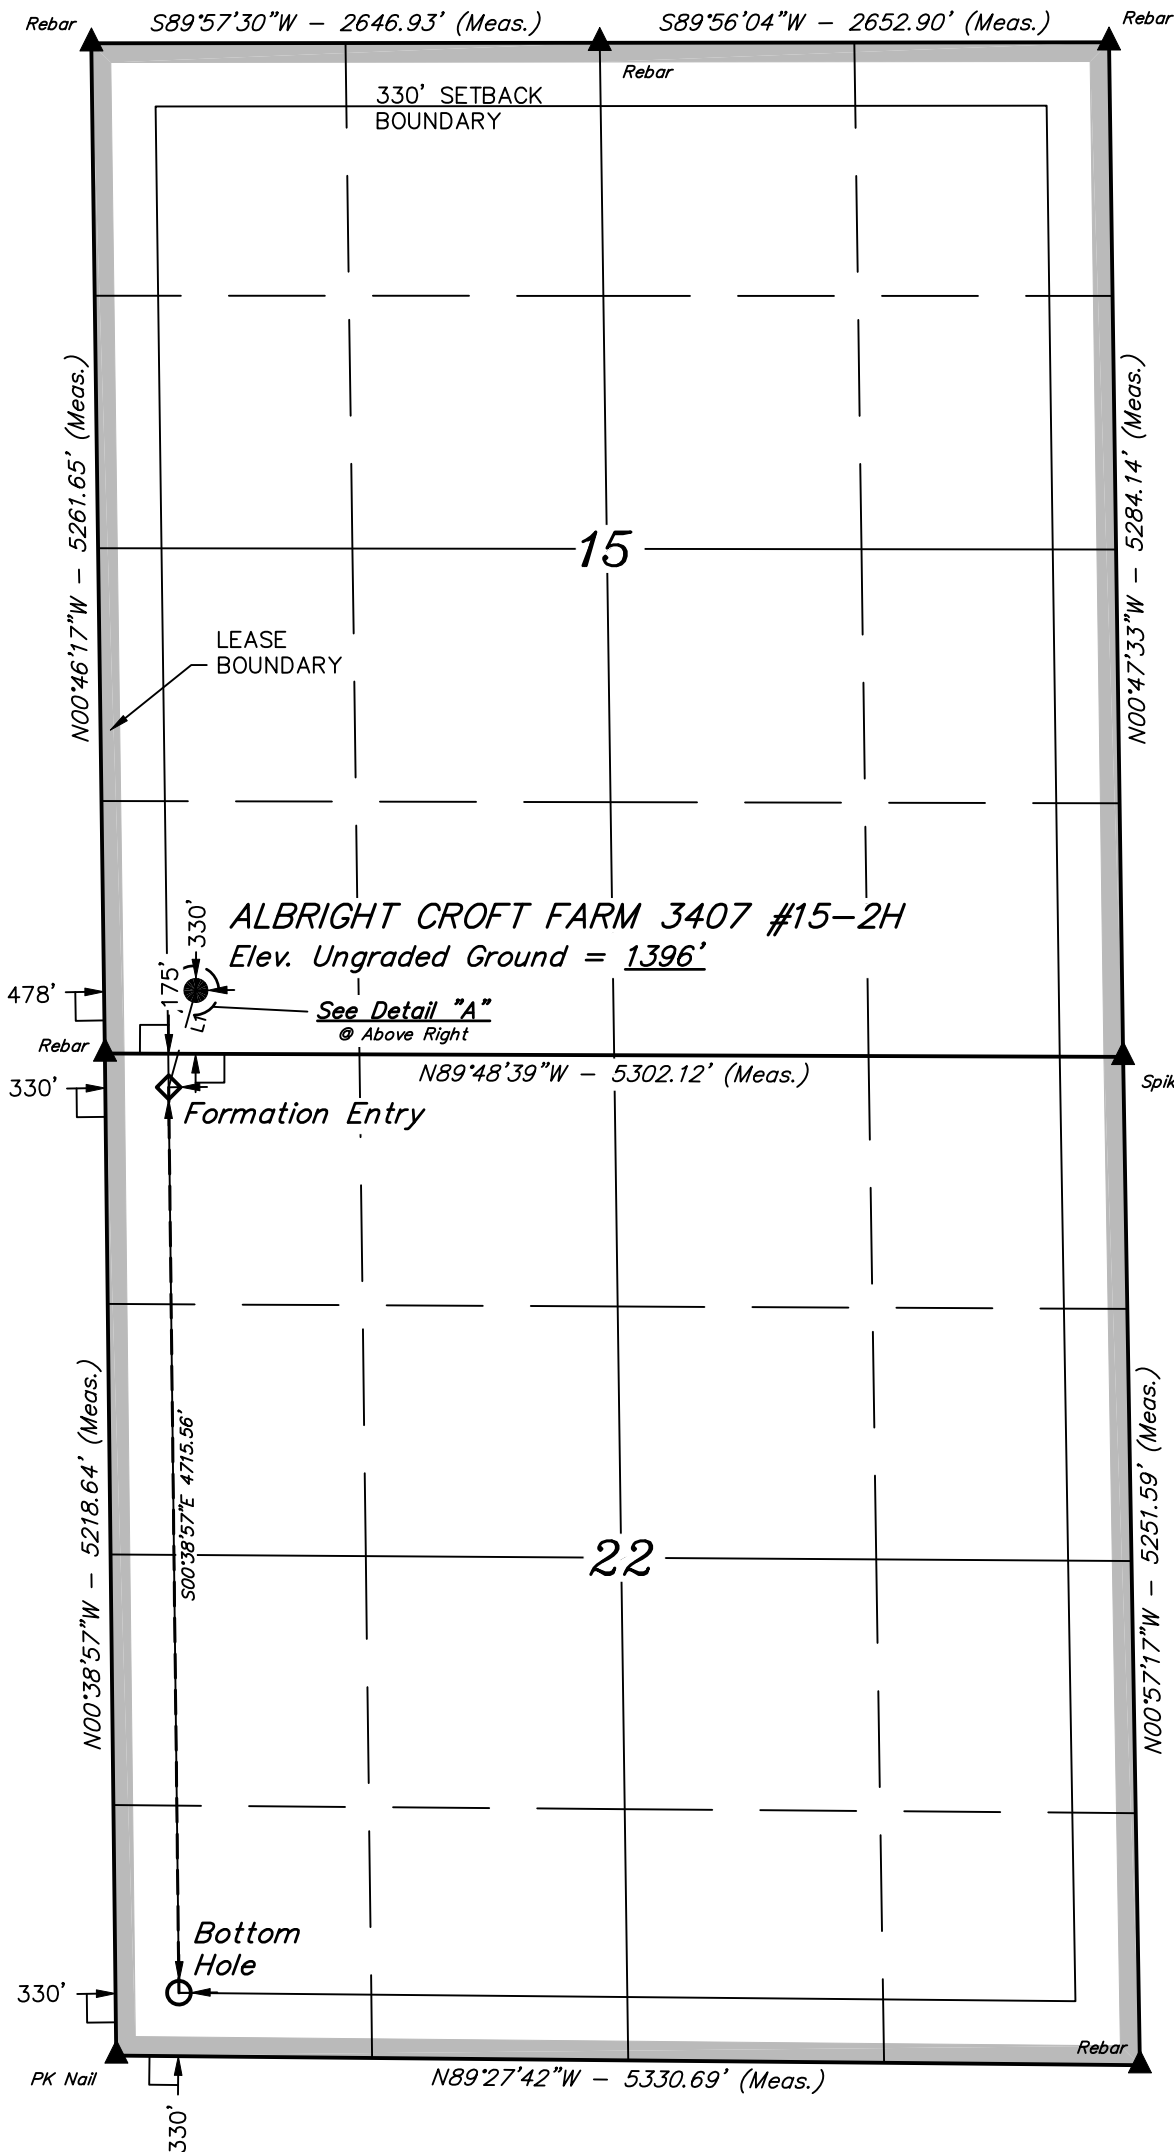 Rebar
S89°57'30"W - 2646.93' (Meas.)
S89°56'04"W - 2652.90' (Meas.)
Rebar
Rebar
330' SETBACK
BOUNDARY
N00°46'17"W - 5261.65' (Meas.)
N00°47'33"W - 5284.14' (Meas.)
15
LEASE
BOUNDARY
ALBRIGHT CROFT FARM 3407 #15-2H
Elev. Ungraded Ground = 1396'
330'
175'
478'
L1
See Detail "A"
@ Above Right
Rebar
N89°48'39"W - 5302.12' (Meas.)
330'
Spik
Formation Entry
N00°38'57"W - 5218.64' (Meas.)
S00°38'57"E 4715.56'
N00°57'17"W - 5251.59' (Meas.)
22
Bottom
Hole
330'
Rebar
PK Nail
N89°27'42"W - 5330.69' (Meas.)
330'